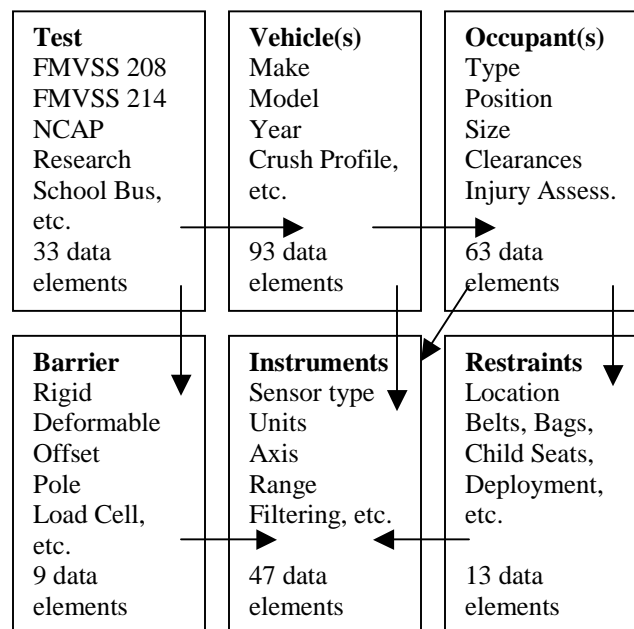 Test
FMVSS 208
FMVSS 214
NCAP
Research
School Bus,
etc.
33 data
elements
Vehicle(s)
Make
Model
Year
Crush Profile,
etc.
93 data
elements
Occupant(s)
Type
Position
Size
Clearances
Injury Assess.
63 data
elements
Barrier
Rigid
Deformable
Offset
Pole
Load Cell,
etc.
9 data
elements
Instruments
Sensor type
Units
Axis
Range
Filtering, etc.
47 data
elements
Restraints
Location
Belts, Bags,
Child Seats,
Deployment,
etc.
13 data
elements